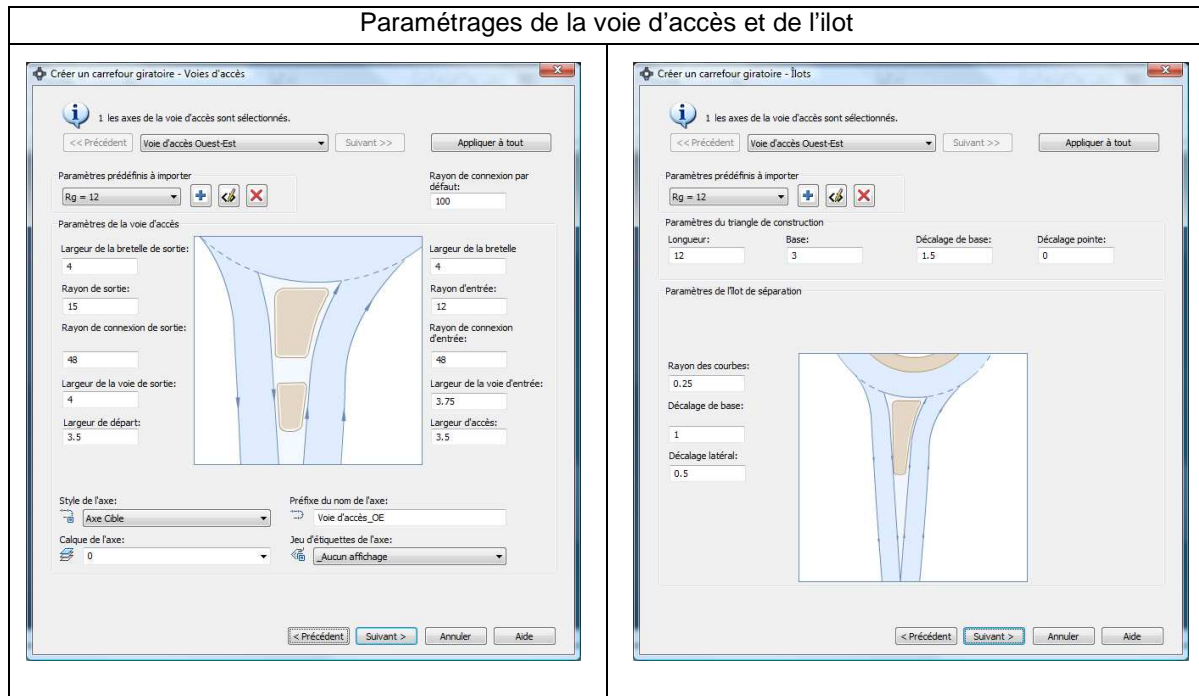 Paramétrages de la voie d'accès et de l'ilot
Créer un carrefour giratoire - Voies d'accès
1 les axes de la voie d'accès sont sélectionnés.
<< Précédent Voie d'accès Ouest-Est Suivant >> Appliquer à tout
Paramètres prédéfinis à importer
Rg = 12
Rayon de connexion par
défaut:
100
Paramètres de la voie d'accès
Largeur de la bretelle de sortie:
4
Rayon de sortie:
15
Rayon de connexion de sortie:
48
Largeur de la voie de sortie:
4
Largeur de départ:
3.5
Largeur de la bretelle
4
Rayon d'entrée:
12
Rayon de connexion
d'entrée:
48
Largeur de la voie d'entrée:
3.75
Largeur d'accès:
3.5
Style de l'axe:
Axe Cible
Préfixe du nom de l'axe:
Voie d'accès_OE
Calque de l'axe:
0
Jeu d'étiquettes de l'axe:
_Aucun affichage
< Précédent Suivant > Annuler Aide
Créer un carrefour giratoire - Îlots
1 les axes de la voie d'accès sont sélectionnés.
<< Précédent Voie d'accès Ouest-Est Suivant >> Appliquer à tout
Paramètres prédéfinis à importer
Rg = 12
Paramètres du triangle de construction
Longueur: Base: Décalage de base: Décalage pointe:
12 3 1.5 0
Paramètres de l'îlot de séparation
Rayon des courbes:
0.25
Décalage de base:
1
Décalage latéral:
0.5
< Précédent Suivant > Annuler Aide